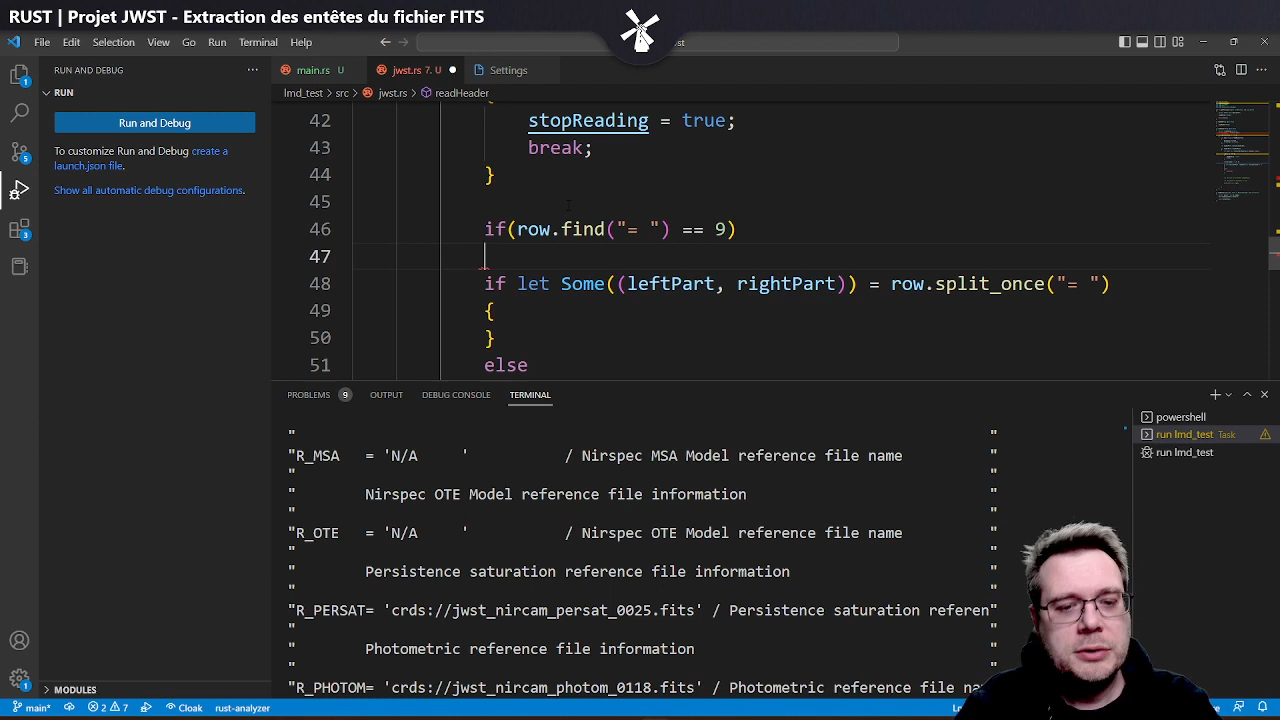 RUST | Projet JWST - Extraction des entêtes du fichier FITS
File Edit Selection View Go Run Terminal Help
RUN AND DEBUG ···
main.rs U
jwst.rs 7, U
Settings
RUN
lmd_test > src > jwst.rs > readHeader
Run and Debug
To customize Run and Debug create a
launch.json file.
Show all automatic debug configurations.
42 stopReading = true;
43 break;
44 }
45
46 if(row.find("= ") == 9)
47
48 if let Some((leftPart, rightPart)) = row.split_once("= ")
49 {
50 }
51 else
PROBLEMS 9 OUTPUT DEBUG CONSOLE TERMINAL
powershell
run lmd_test Task
run lmd_test
" "
"R_MSA = 'N/A ' / Nirspec MSA Model reference file name
" "
" Nirspec OTE Model reference file information
" "
"R_OTE = 'N/A ' / Nirspec OTE Model reference file name
" "
" Persistence saturation reference file information
" "
"R_PERSAT= 'crds://jwst_nircam_persat_0025.fits' / Persistence saturation referen"
" "
" Photometric reference file information
" "
"R_PHOTOM= 'crds://jwst_nircam_photom_0118.fits' / Photometric reference file
MODULES
main* 2 7 Cloak rust-analyzer